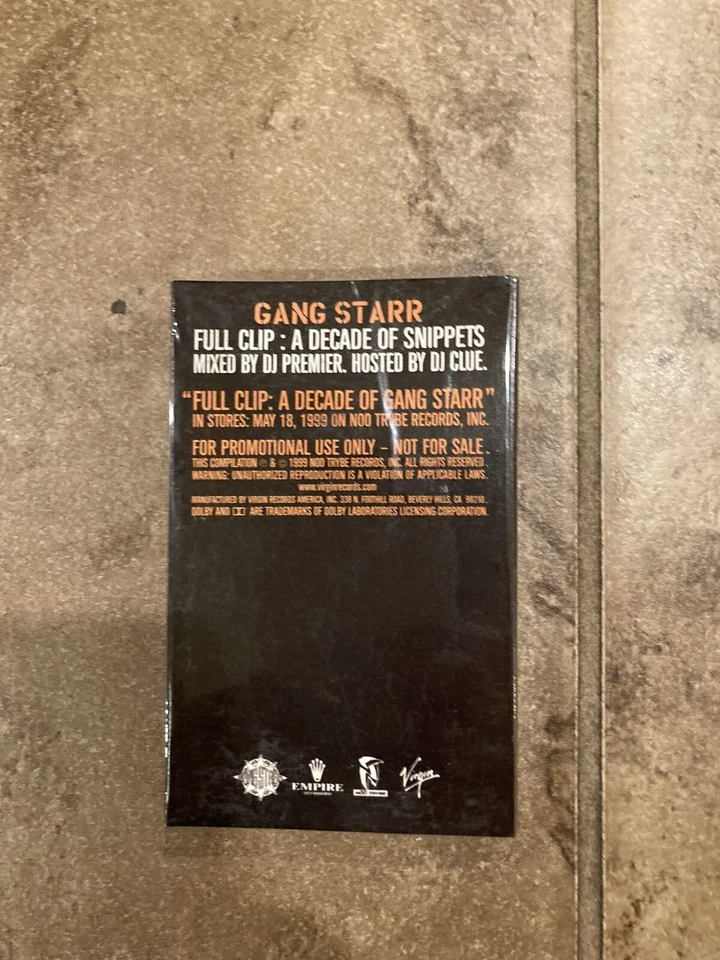 GANG STARR
FULL CLIP : A DECADE OF SNIPPETS
MIXED BY DJ PREMIER. HOSTED BY DJ CLUE.
“FULL CLIP: A DECADE OF GANG STARR”
IN STORES: MAY 18, 1999 ON NOO TRYBE RECORDS, INC.
FOR PROMOTIONAL USE ONLY – NOT FOR SALE.
THIS COMPILATION ℗ & © 1999 NOO TRYBE RECORDS, INC. ALL RIGHTS RESERVED.
WARNING: UNAUTHORIZED REPRODUCTION IS A VIOLATION OF APPLICABLE LAWS.
www.virginrecords.com
MANUFACTURED BY VIRGIN RECORDS AMERICA, INC. 338 N. FOOTHILL ROAD, BEVERLY HILLS, CA 90210.
DOLBY AND ARE TRADEMARKS OF DOLBY LABORATORIES LICENSING CORPORATION.
GANGSTARR EMPIRE NOO TRYBE Virgin